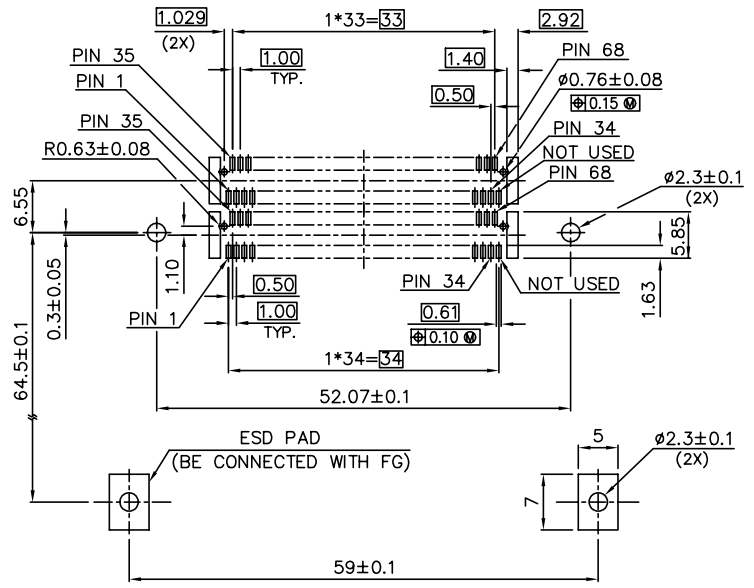 1.029
(2X)
1*33=33
2.92
PIN 35
1.00
TYP.
1.40
PIN 68
PIN 1
0.50
ø0.76±0.08
⌖ 0.15 Ⓜ
PIN 35
PIN 34
R0.63±0.08
NOT USED
PIN 68
ø2.3±0.1
(2X)
6.55
5.85
0.3±0.05
1.10
0.50
PIN 34
NOT USED
1.63
PIN 1
1.00
TYP.
0.61
⌖ 0.10 Ⓜ
64.5±0.1
1*34=34
52.07±0.1
ESD PAD
(BE CONNECTED WITH FG)
5
ø2.3±0.1
(2X)
7
59±0.1